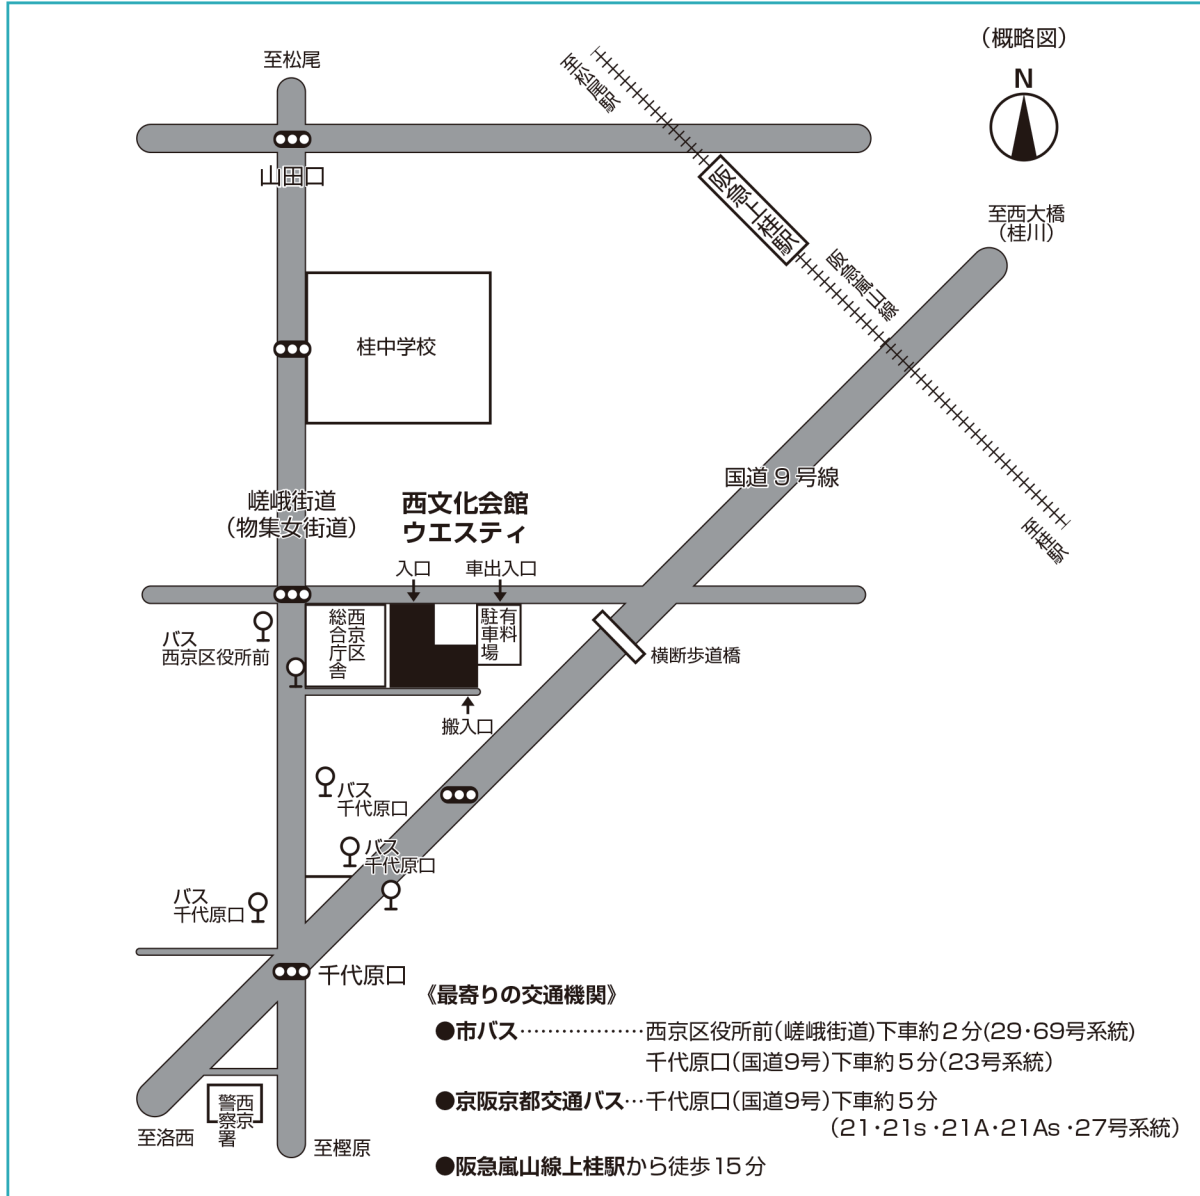 （概略図）
N
至松尾
至松尾駅
山田口
阪急上桂駅
至西大橋
（桂川）
阪急嵐山線
桂中学校
国道9号線
嵯峨街道
（物集女街道）
西文化会館
ウエスティ
至桂駅
入口
車出入口
西京区
総合庁舎
有料
駐車場
バス
西京区役所前
横断歩道橋
搬入口
バス
千代原口
バス
千代原口
バス
千代原口
千代原口
西京
警察署
至洛西
至樫原
《最寄りの交通機関》
●市バス………………西京区役所前（嵯峨街道）下車約2分(29・69号系統)
千代原口（国道9号）下車約5分(23号系統）
●京阪京都交通バス…千代原口（国道9号）下車約5分
（21・21s・21A・21As・27号系統）
●阪急嵐山線上桂駅から徒歩15分